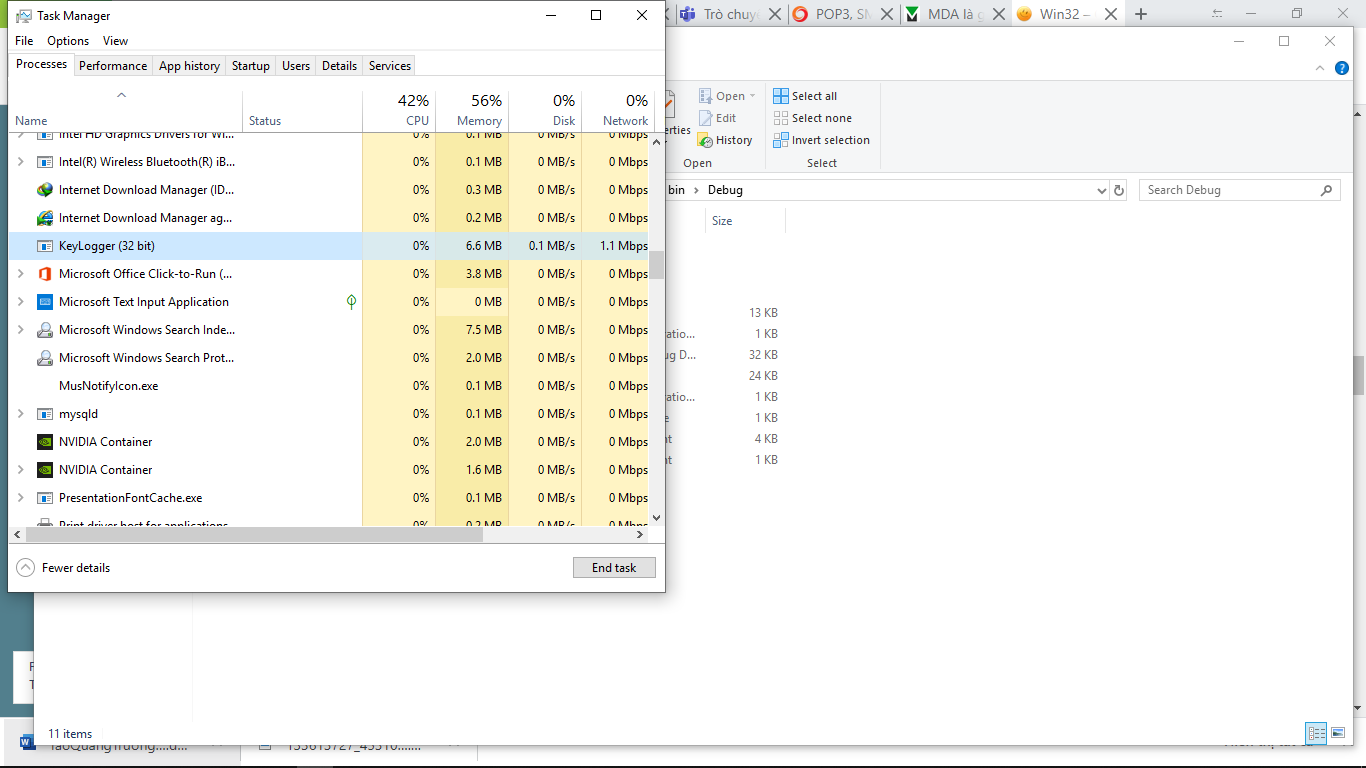 Task Manager
File Options View
Processes Performance App history Startup Users Details Services
42% 56% 0% 0%
Name Status CPU Memory Disk Network
Intel HD Graphics Drivers for Wi... 0% 0.1 MB 0 MB/s 0 Mbps
Intel(R) Wireless Bluetooth(R) iB... 0% 0.1 MB 0 MB/s 0 Mbps
Internet Download Manager (ID... 0% 0.3 MB 0 MB/s 0 Mbps
Internet Download Manager ag... 0% 0.2 MB 0 MB/s 0 Mbps
KeyLogger (32 bit) 0% 6.6 MB 0.1 MB/s 1.1 Mbps
Microsoft Office Click-to-Run (... 0% 3.8 MB 0 MB/s 0 Mbps
Microsoft Text Input Application 0% 0 MB 0 MB/s 0 Mbps
Microsoft Windows Search Inde... 0% 7.5 MB 0 MB/s 0 Mbps
Microsoft Windows Search Prot... 0% 2.0 MB 0 MB/s 0 Mbps
MusNotifyIcon.exe 0% 0.1 MB 0 MB/s 0 Mbps
mysqld 0% 0.1 MB 0 MB/s 0 Mbps
NVIDIA Container 0% 2.0 MB 0 MB/s 0 Mbps
NVIDIA Container 0% 1.6 MB 0 MB/s 0 Mbps
PresentationFontCache.exe 0% 0.1 MB 0 MB/s 0 Mbps
Print driver host for applications 0% 0.2 MB 0 MB/s 0 Mbps
Fewer details End task
Trò chuyệ POP3, SM MDA là g Win32 –
Open Select all
Edit Select none
erties History Invert selection
Open Select
bin > Debug Search Debug
Size
13 KB
ratio... 1 KB
ug D... 32 KB
24 KB
ratio... 1 KB
e 1 KB
nt 4 KB
nt 1 KB
11 items